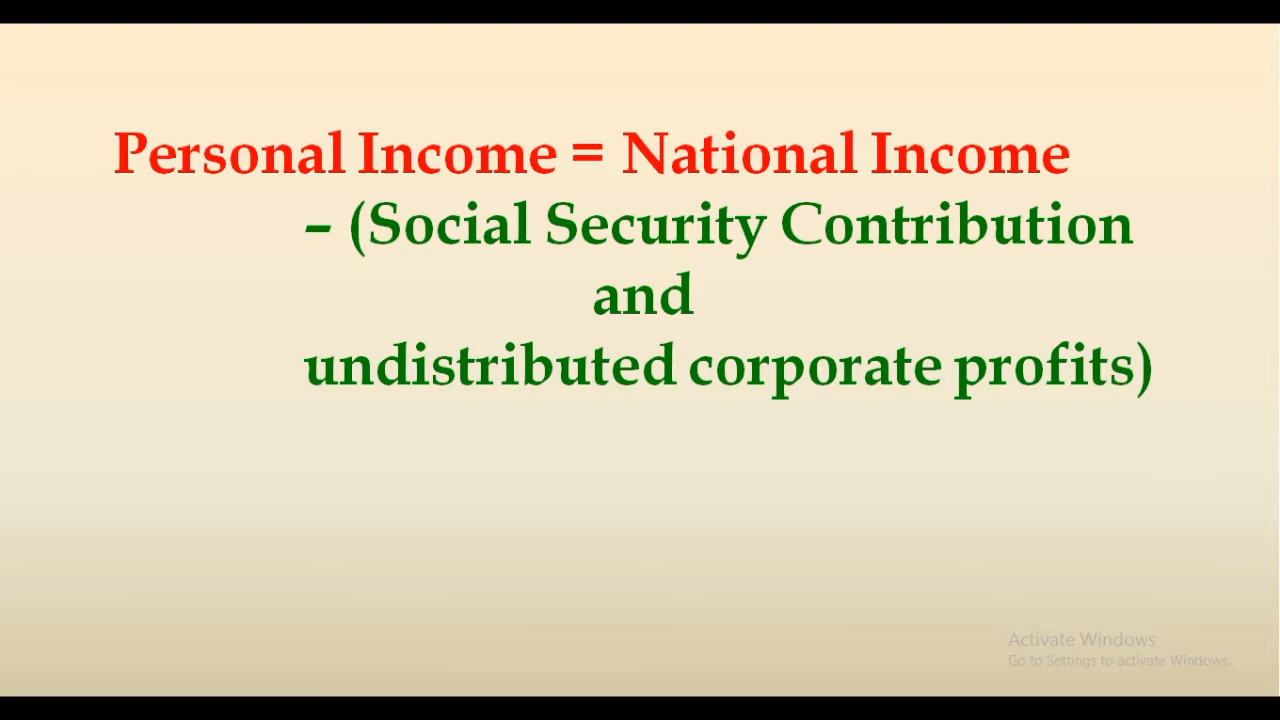 Personal Income = National Income
– (Social Security Contribution
and
undistributed corporate profits)
Activate Windows
Go to Settings to activate Windows.